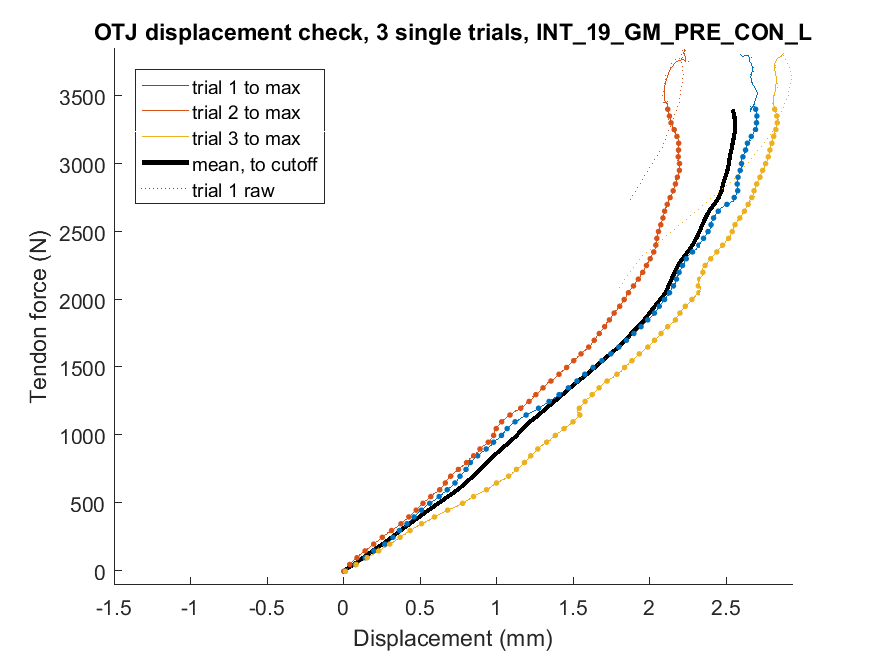 OTJ displacement check, 3 single trials, INT_19_GM_PRE_CON_L
trial 1 to max
trial 2 to max
trial 3 to max
mean, to cutoff
trial 1 raw
Tendon force (N)
3500
3000
2500
2000
1500
1000
500
0
-1.5 -1 -0.5 0 0.5 1 1.5 2 2.5
Displacement (mm)